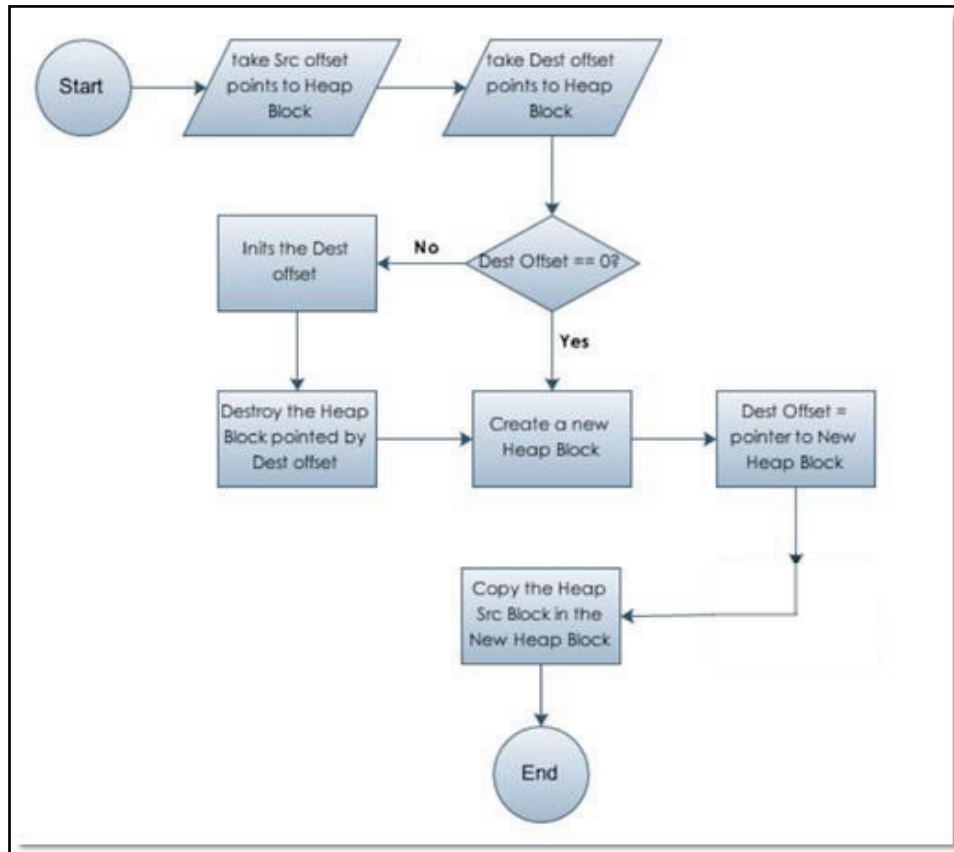 Start
take Src offset
points to Heap
Block
take Dest offset
points to Heap
Block
Dest Offset == 0?
No
Inits the Dest
offset
Yes
Destroy the Heap
Block pointed by
Dest offset
Create a new
Heap Block
Dest Offset =
pointer to New
Heap Block
Copy the Heap
Src Block in the
New Heap Block
End